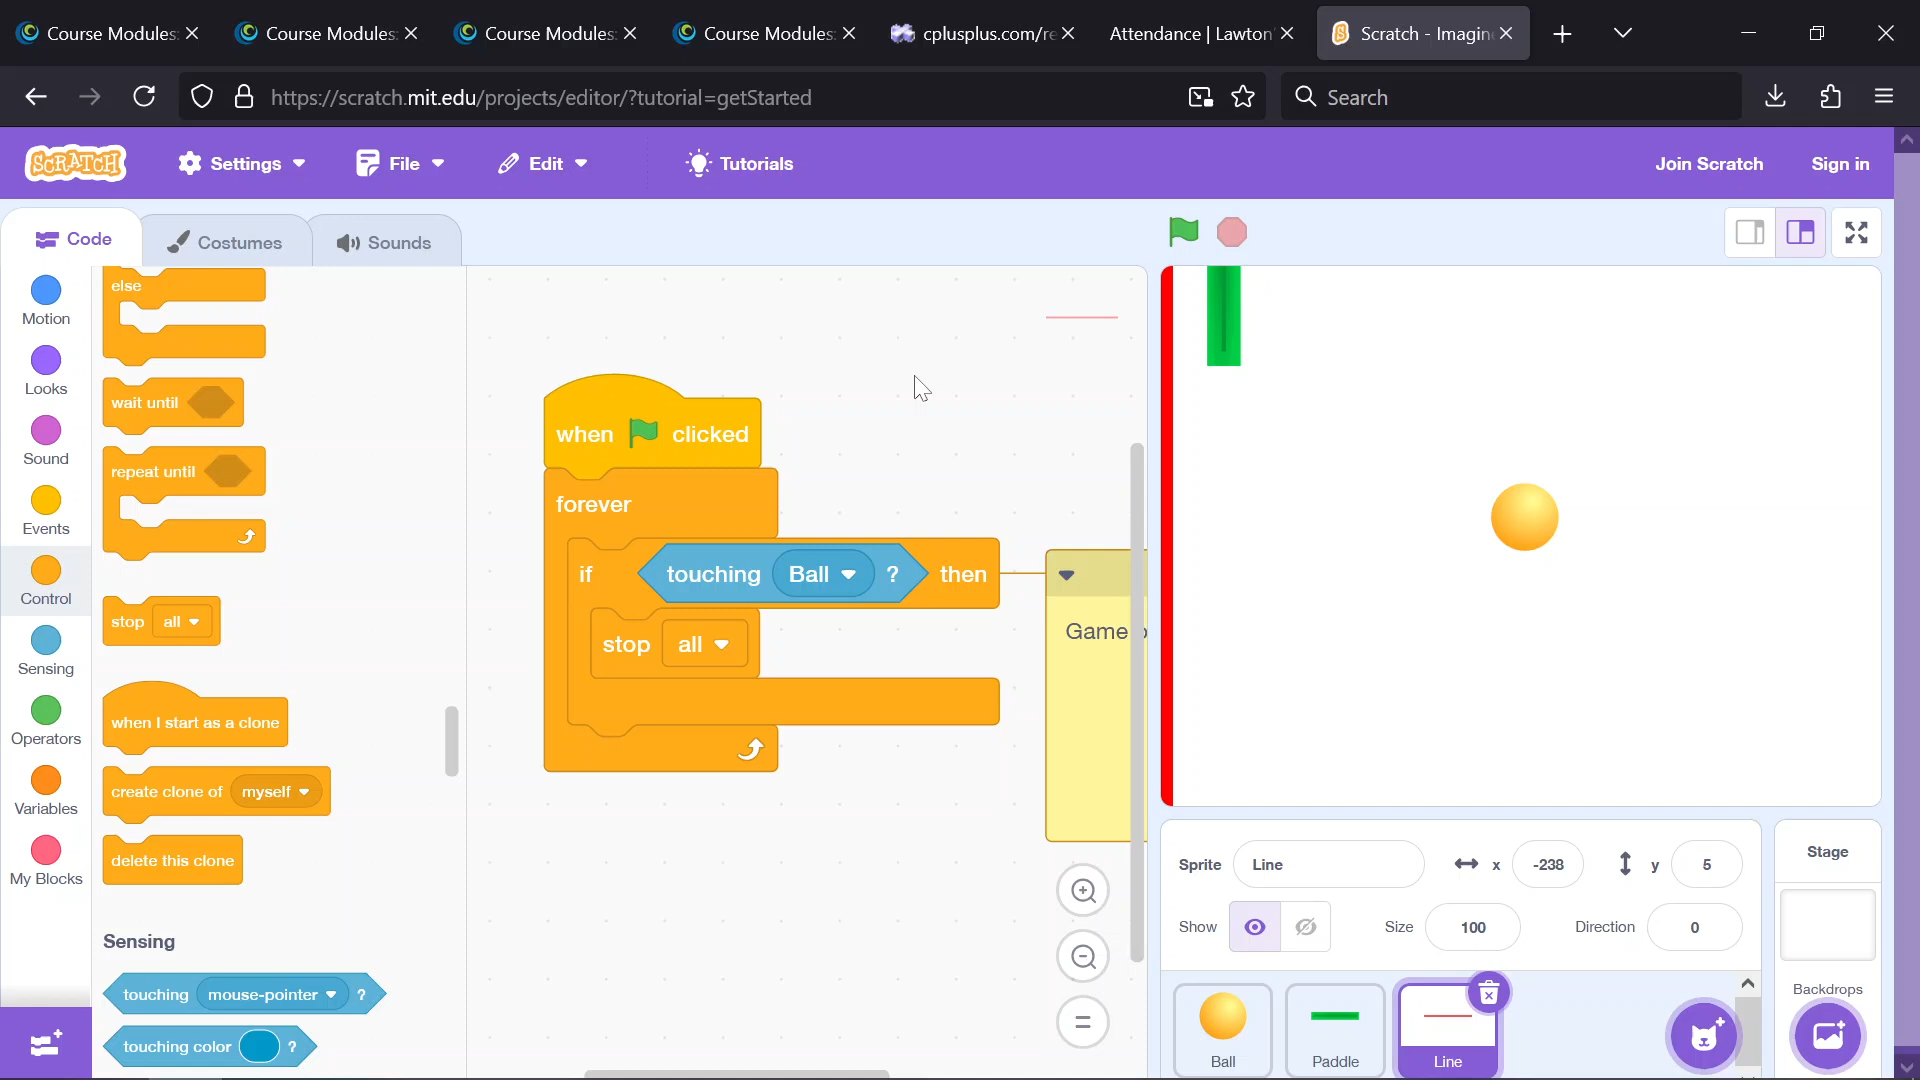 Course Modules:
Course Modules:
Course Modules:
Course Modules:
cplusplus.com/re
Attendance | Lawton
Scratch - Imagin
https://scratch.mit.edu/projects/editor/?tutorial=getStarted
Search
SCRATCH
Settings
File
Edit
Tutorials
Join Scratch
Sign in
Code
Costumes
Sounds
Motion
Looks
Sound
Events
Control
Sensing
Operators
Variables
My Blocks
else
wait until
repeat until
stop all
when I start as a clone
create clone of myself
delete this clone
Sensing
touching mouse-pointer ?
touching color ?
when clicked
forever
if touching Ball ? then
stop all
Game
Sprite Line x -238 y 5
Show Size 100 Direction 0
Ball
Paddle
Line
Stage
Backdrops